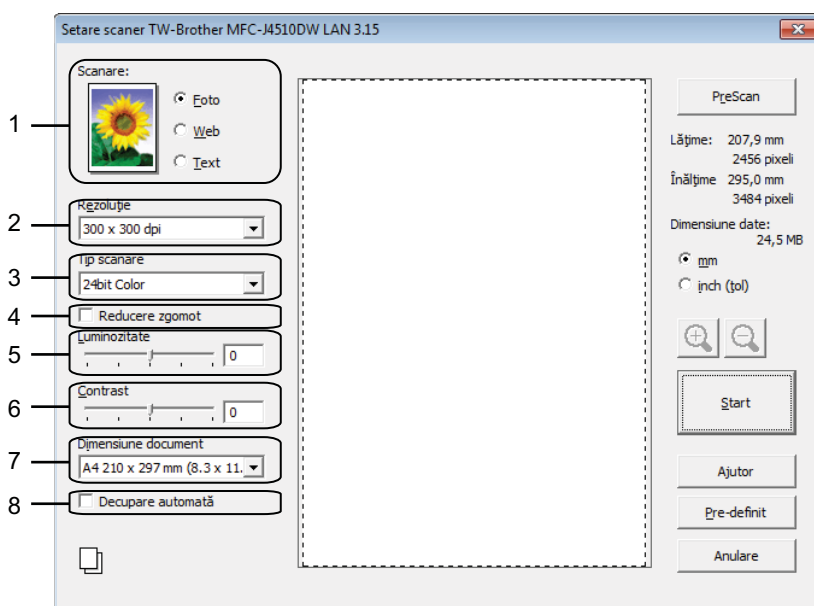 Setare scaner TW-Brother MFC-J4510DW LAN 3.15
1
Scanare:
Foto
Web
Text
2
Rezoluţie
300 x 300 dpi
3
Tip scanare
24bit Color
4
Reducere zgomot
5
Luminozitate
0
6
Contrast
0
7
Dimensiune document
A4 210 x 297 mm (8.3 x 11.
8
Decupare automată
PreScan
Lăţime: 207,9 mm
2456 pixeli
Înălţime 295,0 mm
3484 pixeli
Dimensiune date:
24,5 MB
mm
inch (ţol)
Start
Ajutor
Pre-definit
Anulare